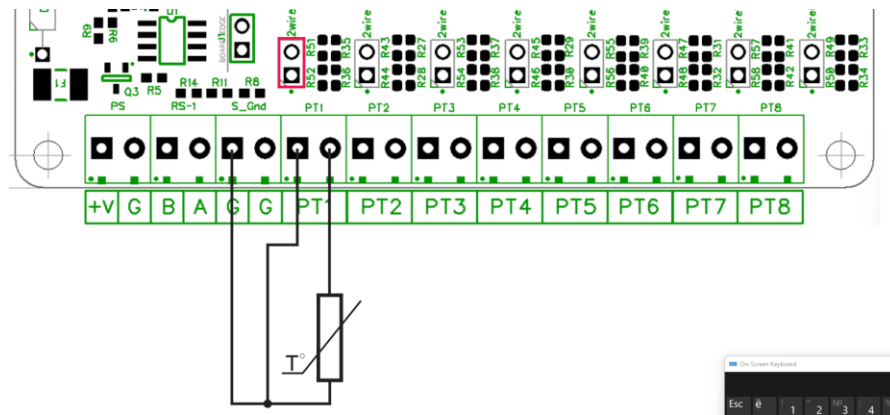 2wire 2wire 2wire 2wire 2wire 2wire 2wire 2wire
R9 R6 J1 BOARD EDGE R51 R35 R43 R27 R53 R37 R45 R29 R55 R39 R47 R31 R57 R41 R49 R33
F1 Q3 R5 R14 R11 R8 R52 R36 R44 R28 R54 R38 R46 R30 R56 R40 R48 R32 R58 R42 R50 R34
PS RS-1 S_Gnd PT1 PT2 PT3 PT4 PT5 PT6 PT7 PT8
+V G B A G G PT1 PT2 PT3 PT4 PT5 PT6 PT7 PT8
T°
On-Screen Keyboard
Esc ё ! 1 " 2 № 3 ; 4